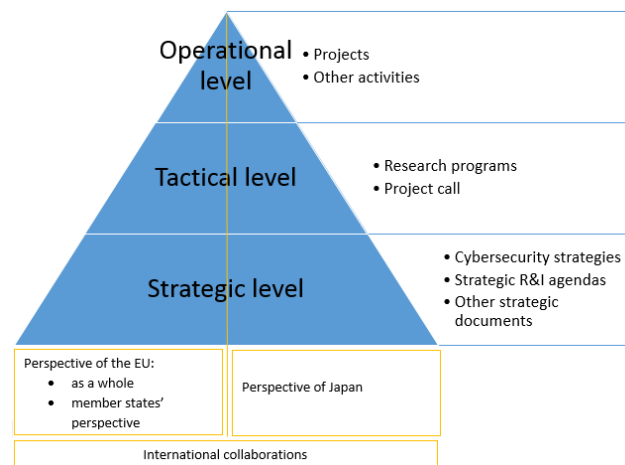 Operational
level
• Projects
• Other activities
Tactical level
• Research programs
• Project call
Strategic level
• Cybersecurity strategies
• Strategic R&I agendas
• Other strategic
documents
Perspective of the EU:
• as a whole
• member states’
perspective
Perspective of Japan
International collaborations